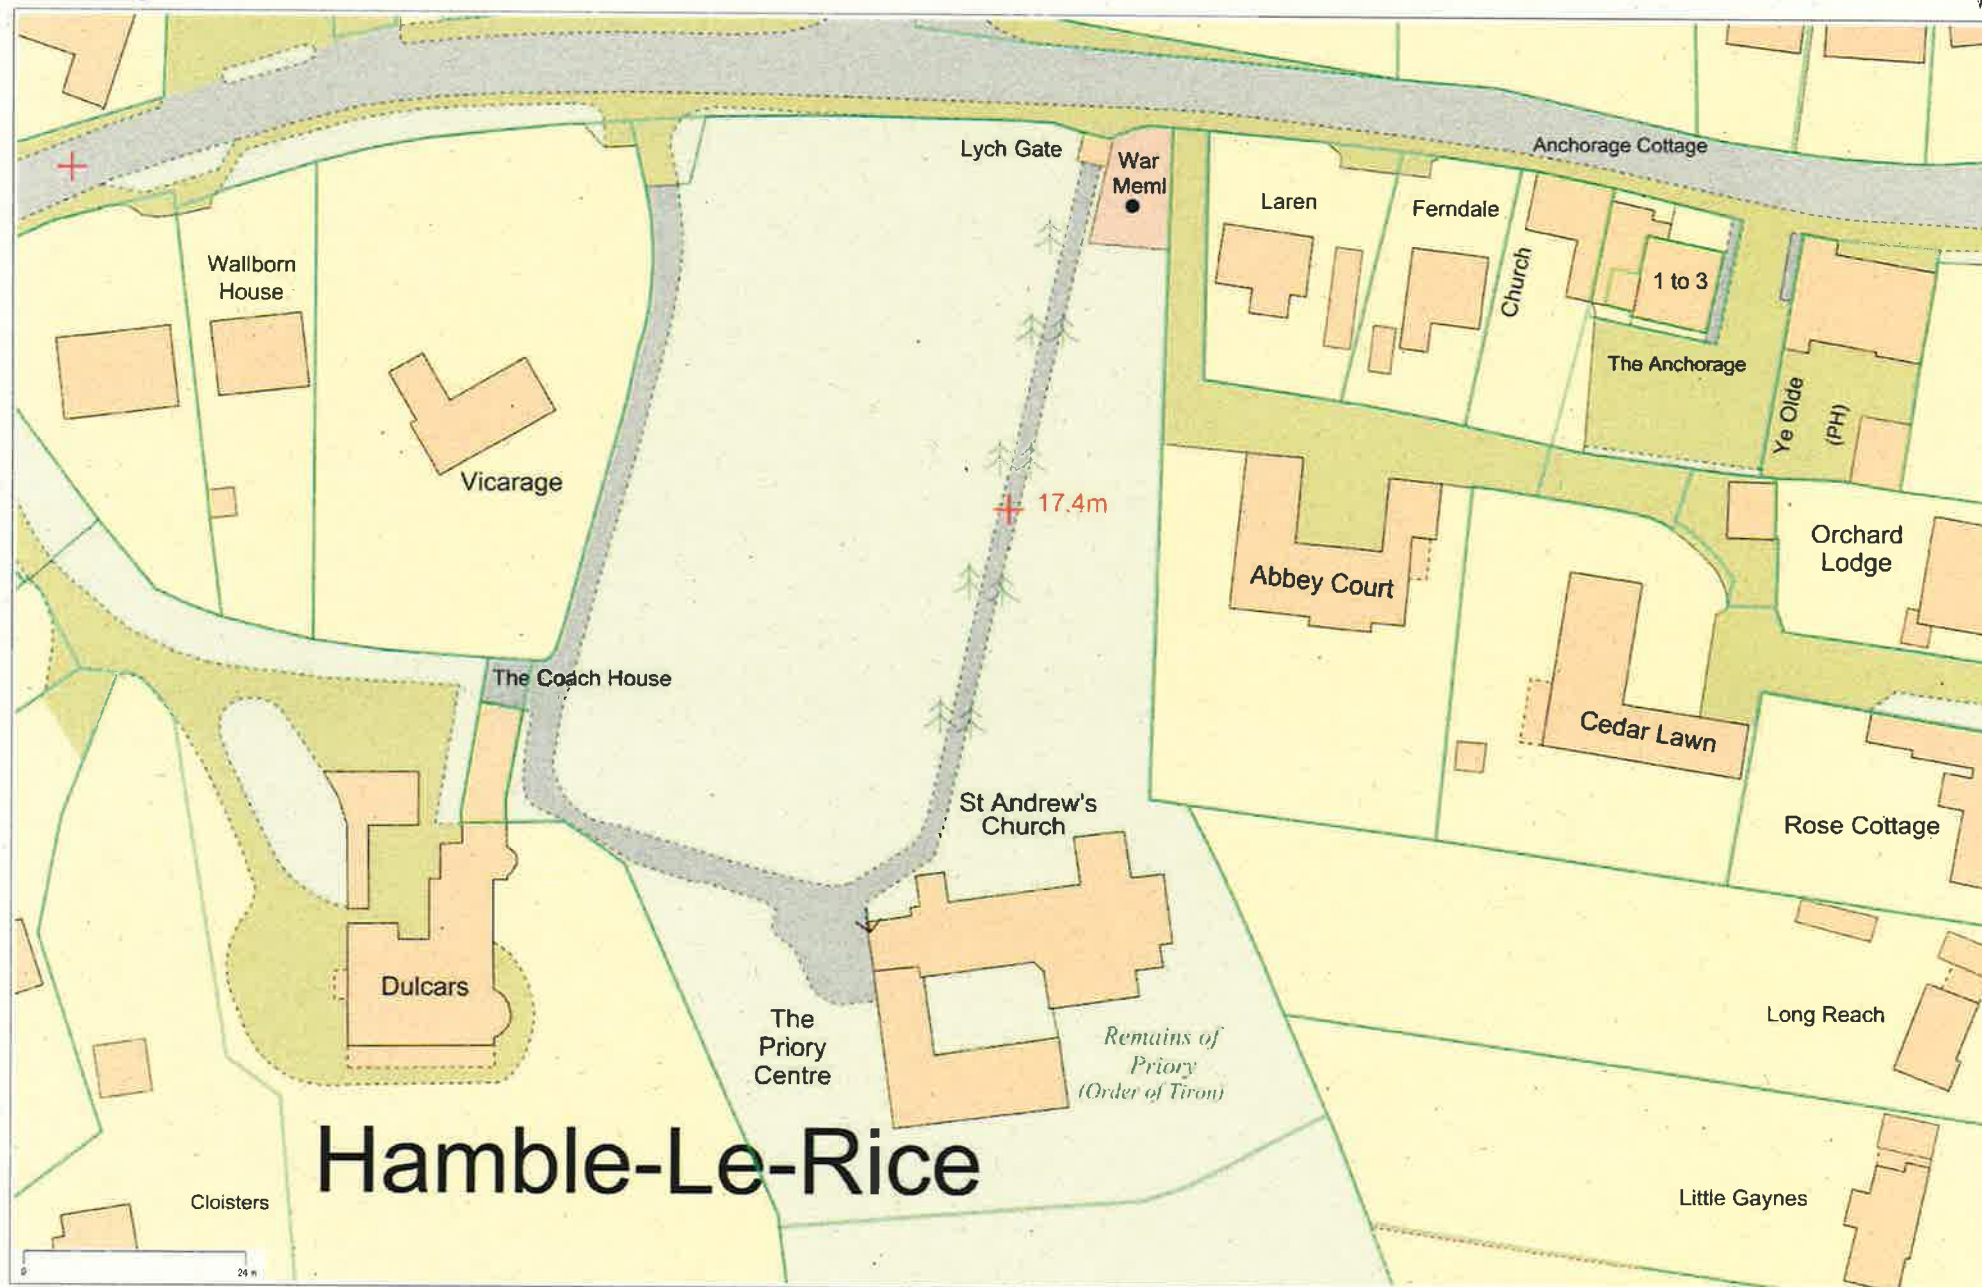 Lych Gate
War
Meml
Anchorage Cottage
Laren
Ferndale
Church
1 to 3
The Anchorage
Ye Olde
(PH)
Wallborn
House
Vicarage
17.4m
Abbey Court
Orchard
Lodge
The Coach House
Cedar Lawn
St Andrew's
Church
Rose Cottage
Dulcars
The
Priory
Centre
Remains of
Priory
(Order of Tiron)
Long Reach
Hamble-Le-Rice
Cloisters
Little Gaynes
0
24 m